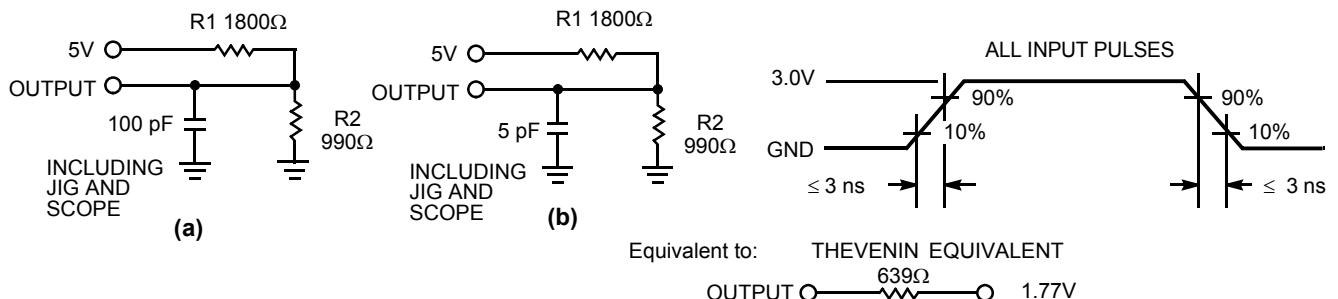 R1 1800Ω
5V
OUTPUT
100 pF
R2
990Ω
INCLUDING
JIG AND
SCOPE
(a)
R1 1800Ω
5V
OUTPUT
5 pF
R2
990Ω
INCLUDING
JIG AND
SCOPE
(b)
ALL INPUT PULSES
3.0V
90%
10%
GND
≤ 3 ns
90%
10%
≤ 3 ns
Equivalent to: THEVENIN EQUIVALENT
639Ω
OUTPUT 1.77V